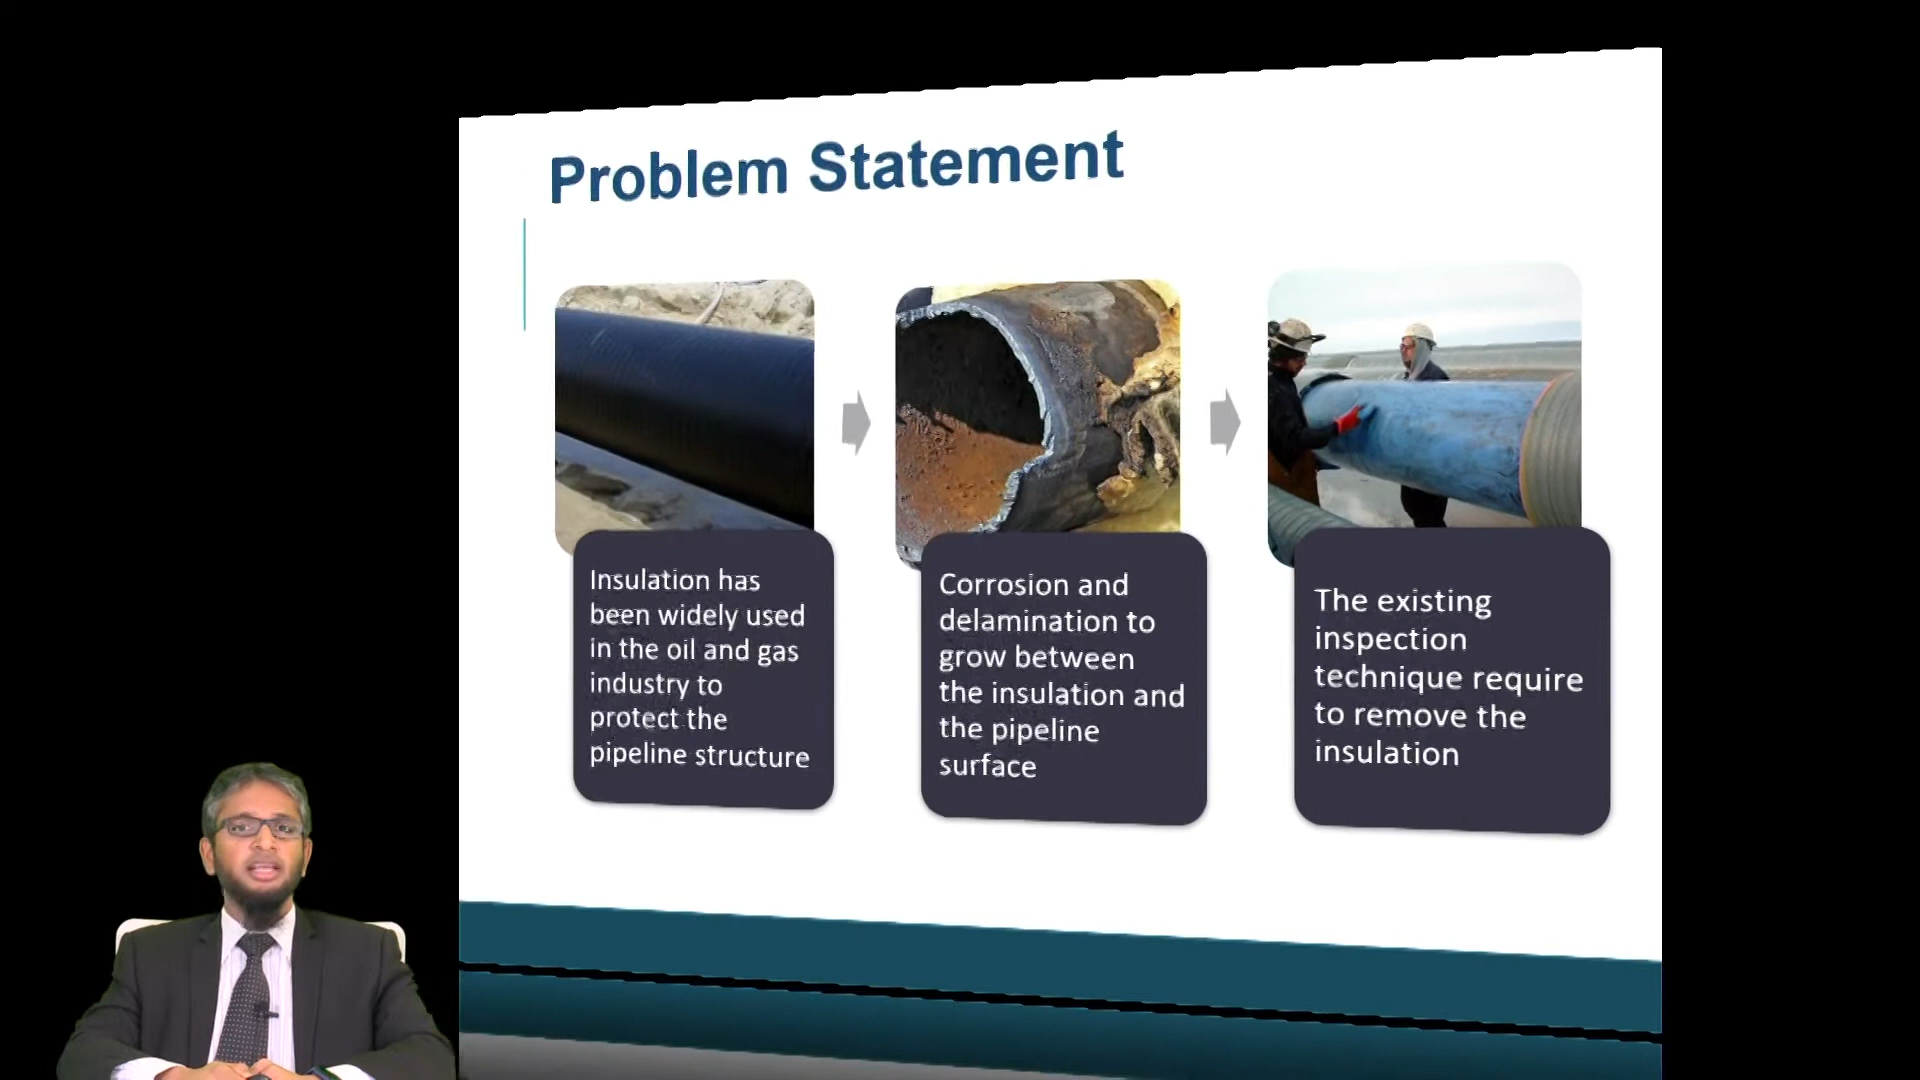 Problem Statement
Insulation has
been widely used
in the oil and gas
industry to
protect the
pipeline structure
Corrosion and
delamination to
grow between
the insulation and
the pipeline
surface
The existing
inspection
technique require
to remove the
insulation